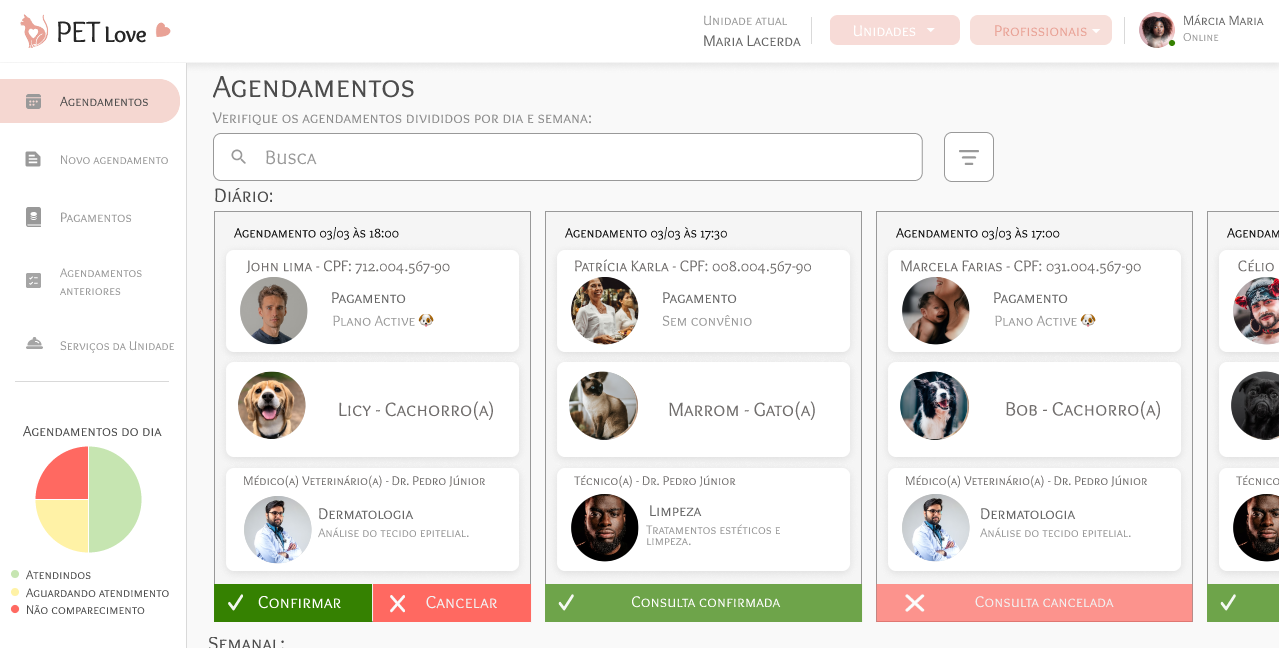 PET Love
Unidade atual
Maria Lacerda
Unidades
Profissionais
Márcia Maria
Online
Agendamentos
Novo agendamento
Pagamentos
Agendamentos
anteriores
Serviços da Unidade
Agendamentos do dia
Atendindos
Aguardando atendimento
Não comparecimento
Agendamentos
Verifique os agendamentos divididos por dia e semana:
Busca
Diário:
Agendamento 03/03 às 18:00
John lima - CPF: 712.004.567-90
Pagamento
Plano Active
Licy - Cachorro(a)
Médico(a) Veterinário(a) - Dr. Pedro Júnior
Dermatologia
Análise do tecido epitelial.
Confirmar
Cancelar
Agendamento 03/03 às 17:30
Patrícia Karla - CPF: 008.004.567-90
Pagamento
Sem convênio
Marrom - Gato(a)
Técnico(a) - Dr. Pedro Júnior
Limpeza
Tratamentos estéticos e
limpeza.
Consulta confirmada
Agendamento 03/03 às 17:00
Marcela Farias - CPF: 031.004.567-90
Pagamento
Plano Active
Bob - Cachorro(a)
Médico(a) Veterinário(a) - Dr. Pedro Júnior
Dermatologia
Análise do tecido epitelial.
Consulta cancelada
Célio
Semanal: